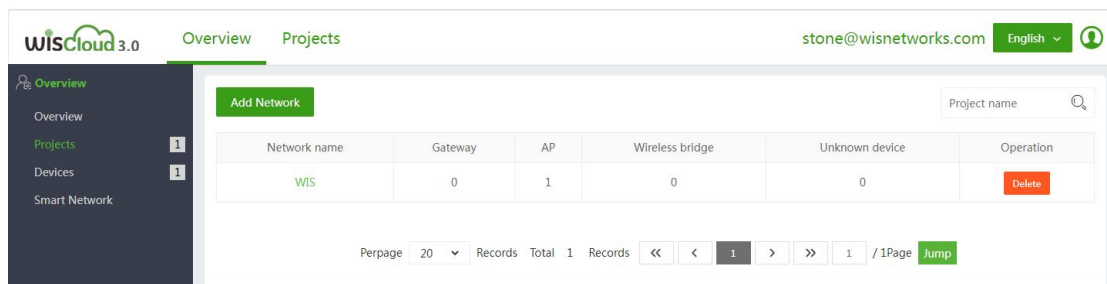 wisCloud 3.0 Overview Projects stone@wisnetworks.com English
Overview
Add Network Project name
Overview
Projects 1
Network name Gateway AP Wireless bridge Unknown device Operation
Devices 1
WIS 0 1 0 0 Delete
Smart Network
Perpage 20 Records Total 1 Records 1 1 / 1Page Jump